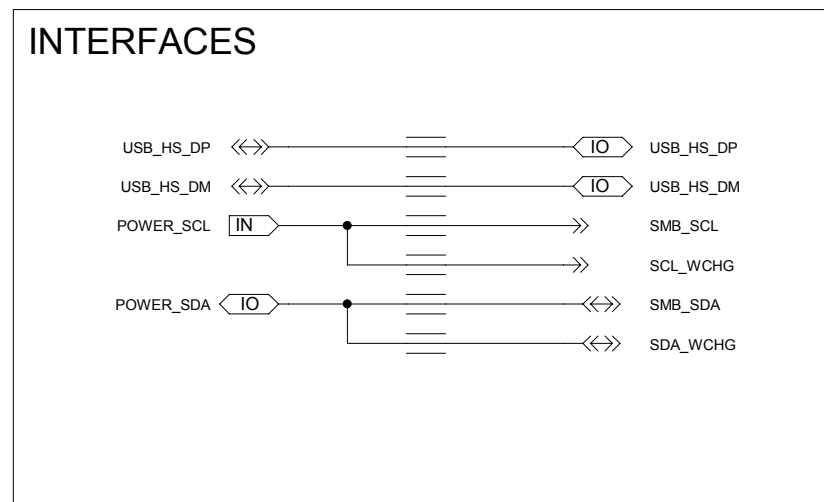 INTERFACES
USB_HS_DP IO USB_HS_DP
USB_HS_DM IO USB_HS_DM
POWER_SCL IN SMB_SCL
SCL_WCHG
POWER_SDA IO SMB_SDA
SDA_WCHG